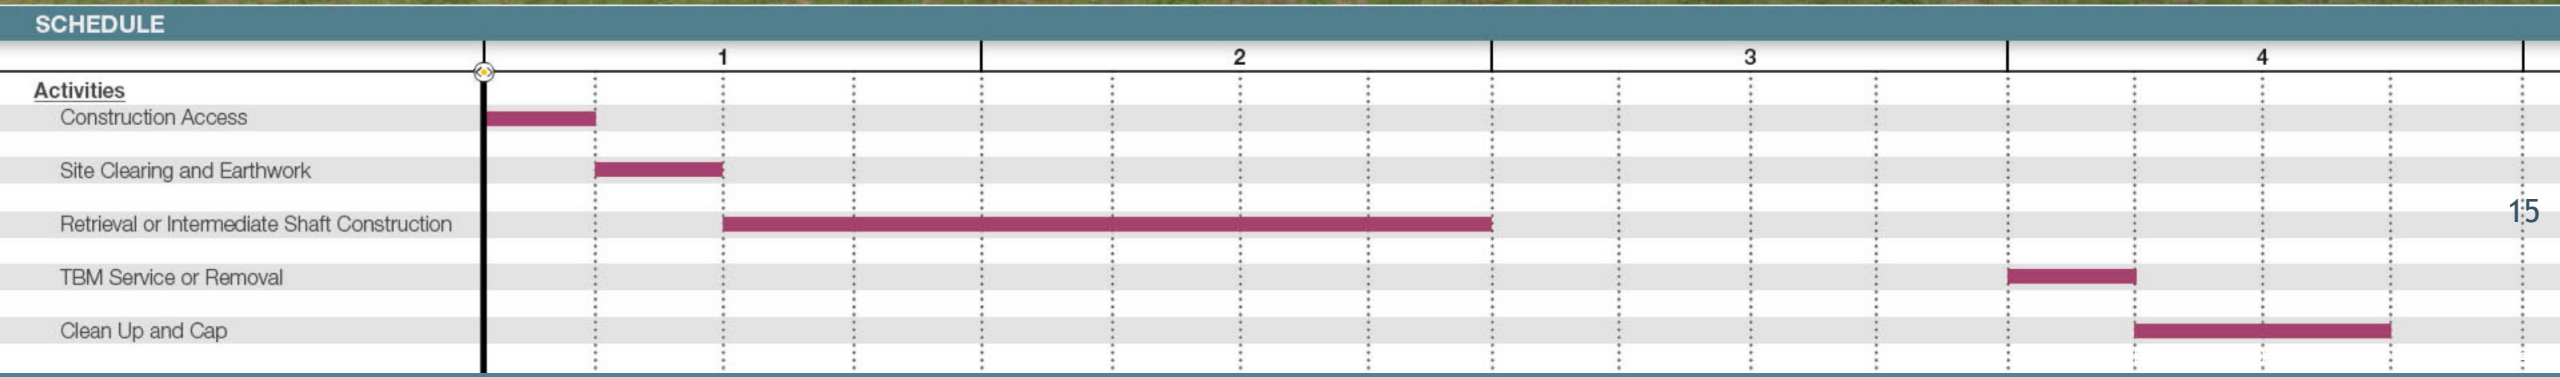 SCHEDULE
1 2 3 4
Activities
Construction Access
Site Clearing and Earthwork
Retrieval or Intermediate Shaft Construction
15
TBM Service or Removal
Clean Up and Cap